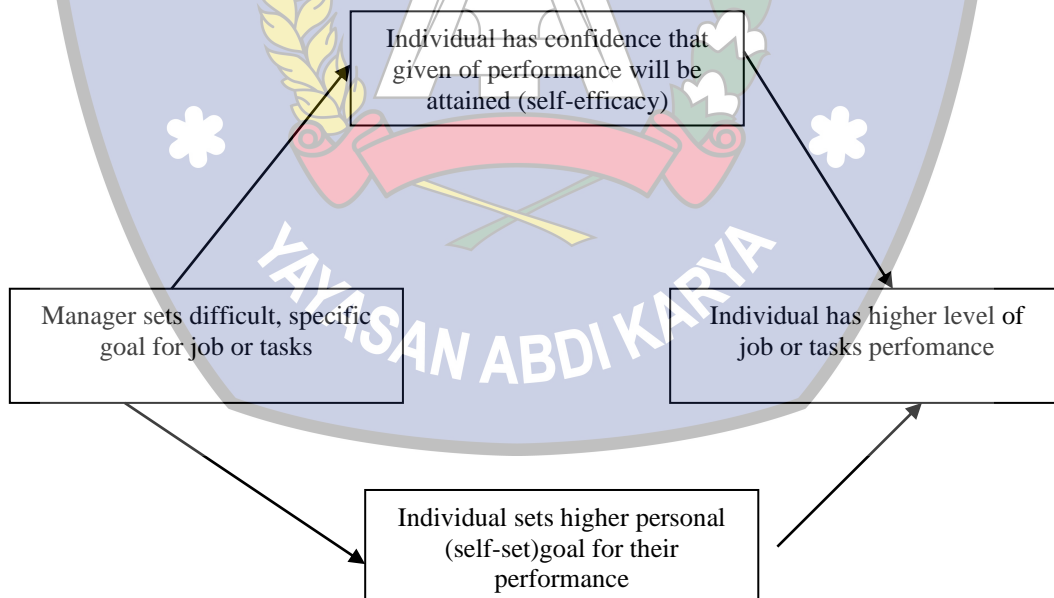 Individual has confidence that
given of performance will be
attained (self-efficacy)
Manager sets difficult, specific
goal for job or tasks
Individual has higher level of
job or tasks perfomance
YAYASAN ABDI KARYA
Individual sets higher personal
(self-set)goal for their
performance